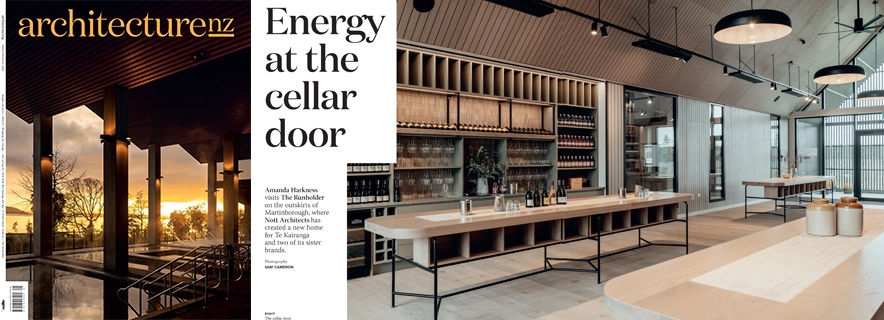 architecturenz
Energy
at the
cellar
door
Amanda Harkness
visits The Runholder
on the outskirts of
Martinborough, where
Nott Architects has
created a new home
for Te Kairanga
and two of its sister
brands.
Photography
SAM CAMERON
RIGHT
The cellar door